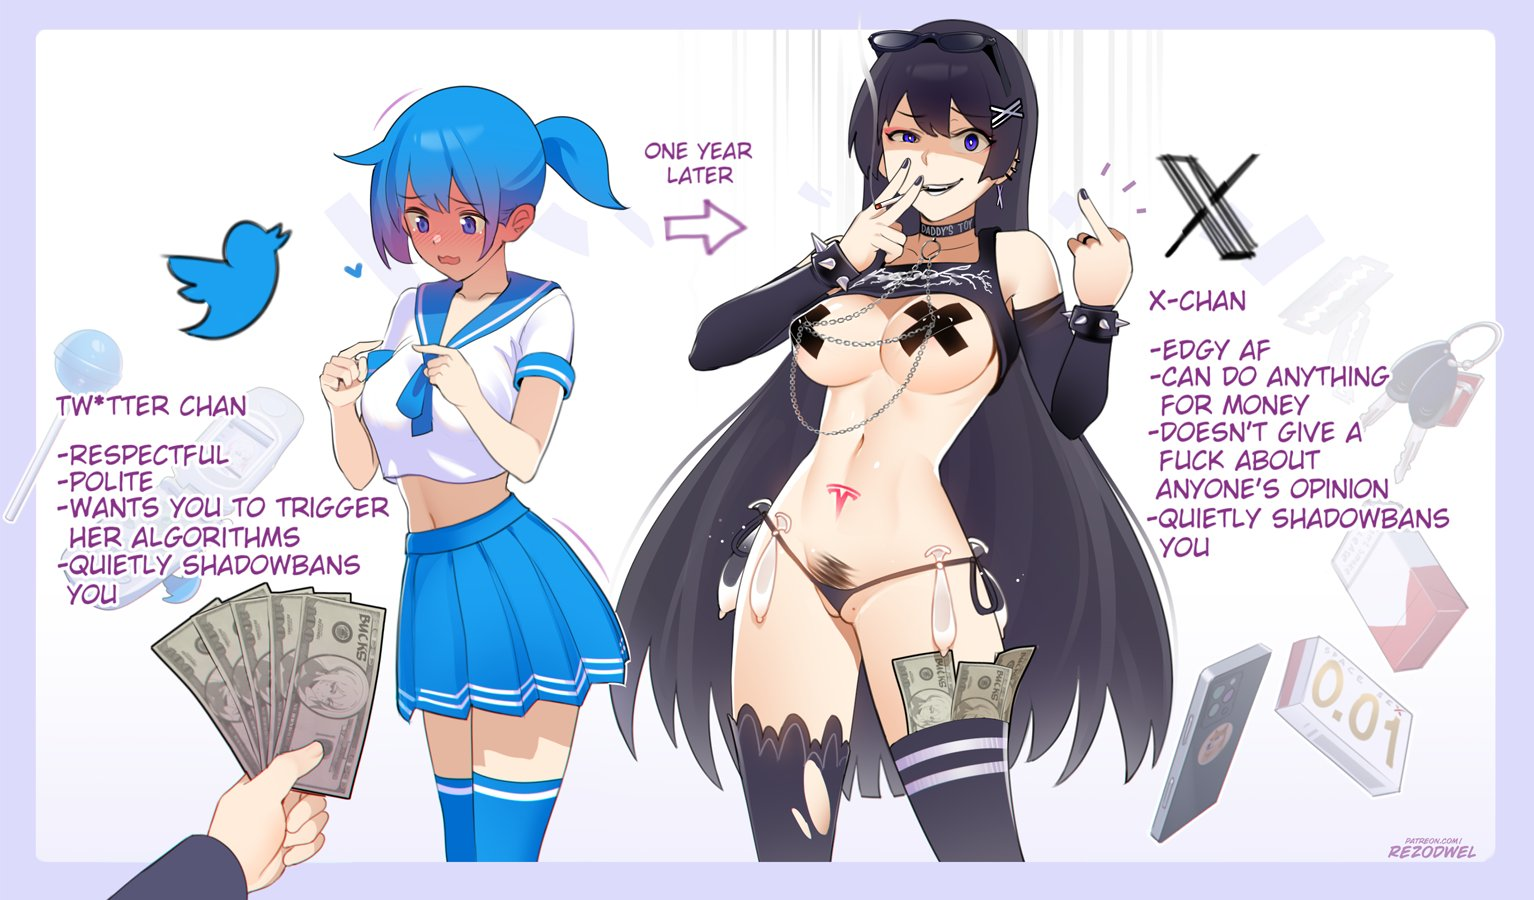 ONE YEAR
LATER
TW*TTER CHAN
-RESPECTFUL
-POLITE
-WANTS YOU TO TRIGGER
HER ALGORITHMS
-QUIETLY SHADOWBANS
YOU
BUCKS
DADDY'S TOY
X-CHAN
-EDGY AF
-CAN DO ANYTHING
FOR MONEY
-DOESN'T GIVE A
FUCK ABOUT
ANYONE'S OPINION
-QUIETLY SHADOWBANS
YOU
BUCKS
BUCKS
0.01
PATREON.COM/
REZODWEL